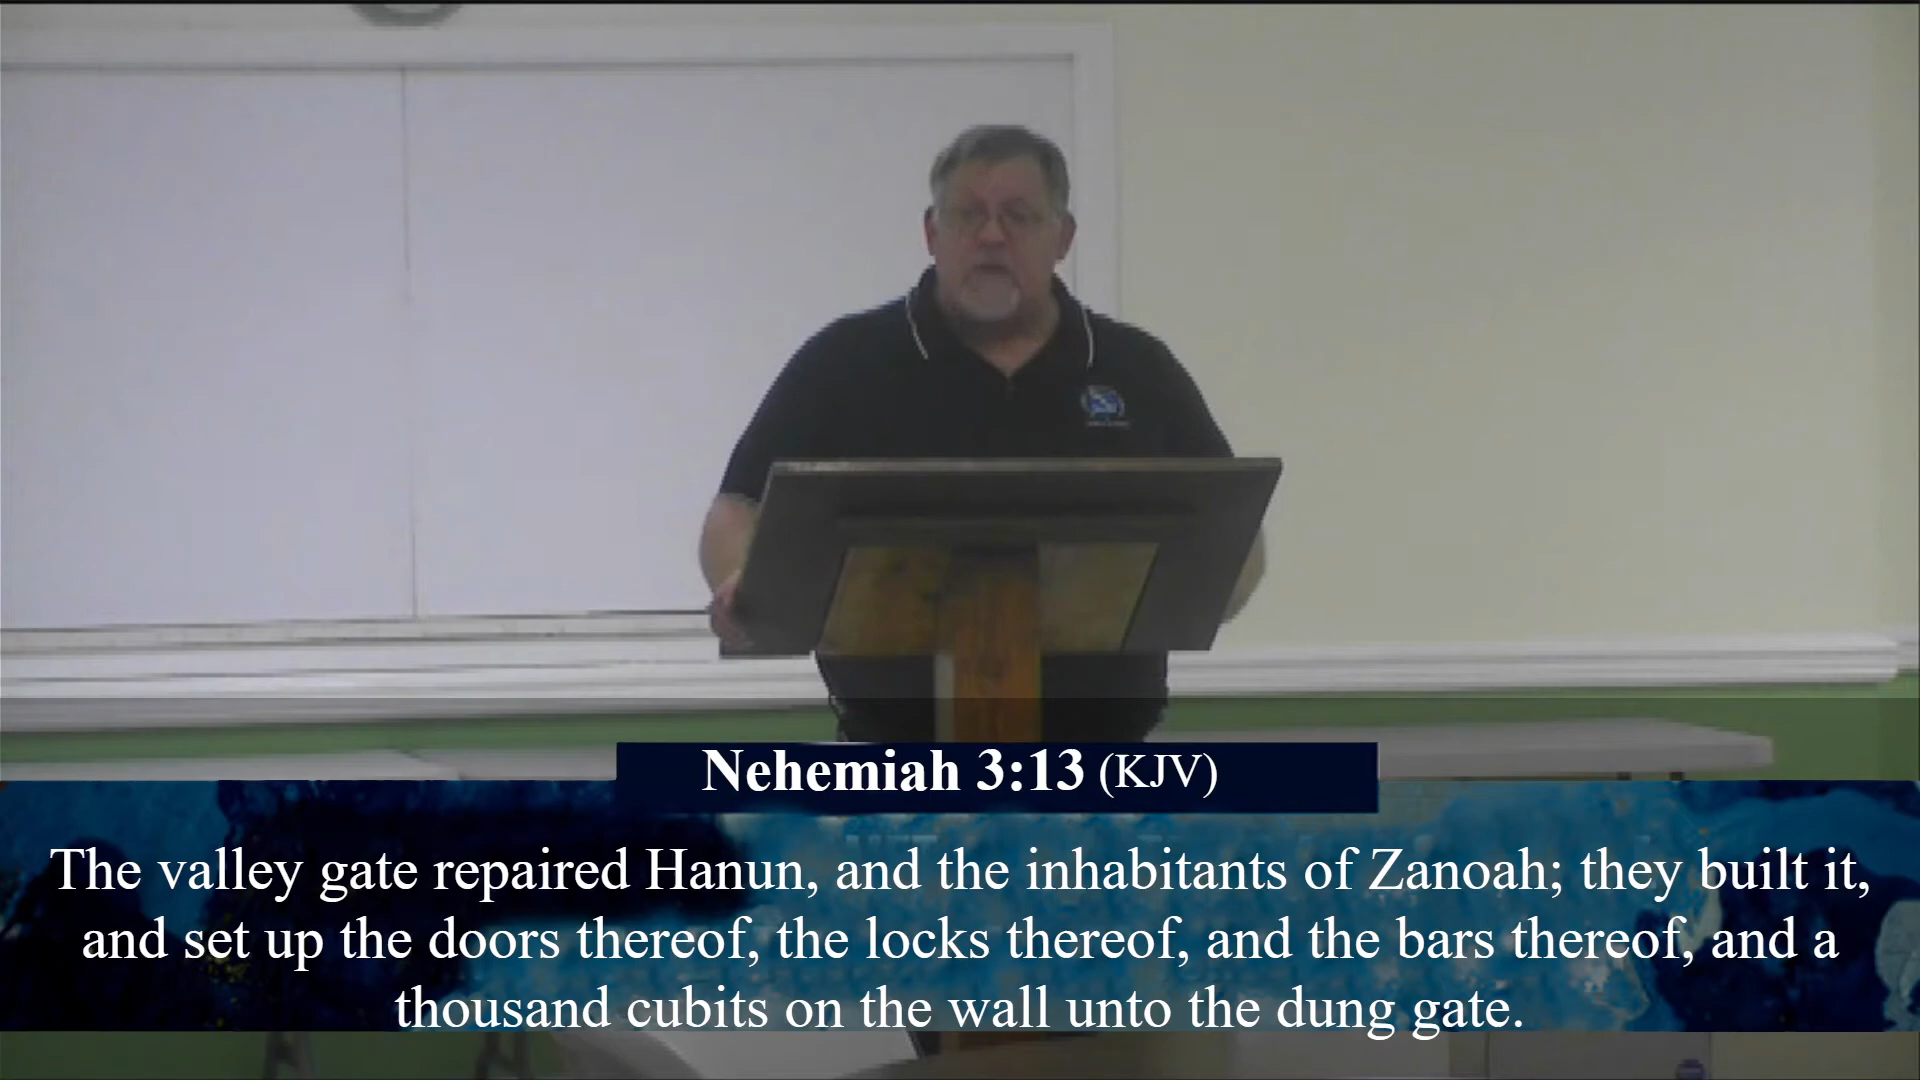 Nehemiah 3:13 (KJV)
The valley gate repaired Hanun, and the inhabitants of Zanoah; they built it,
and set up the doors thereof, the locks thereof, and the bars thereof, and a
thousand cubits on the wall unto the dung gate.